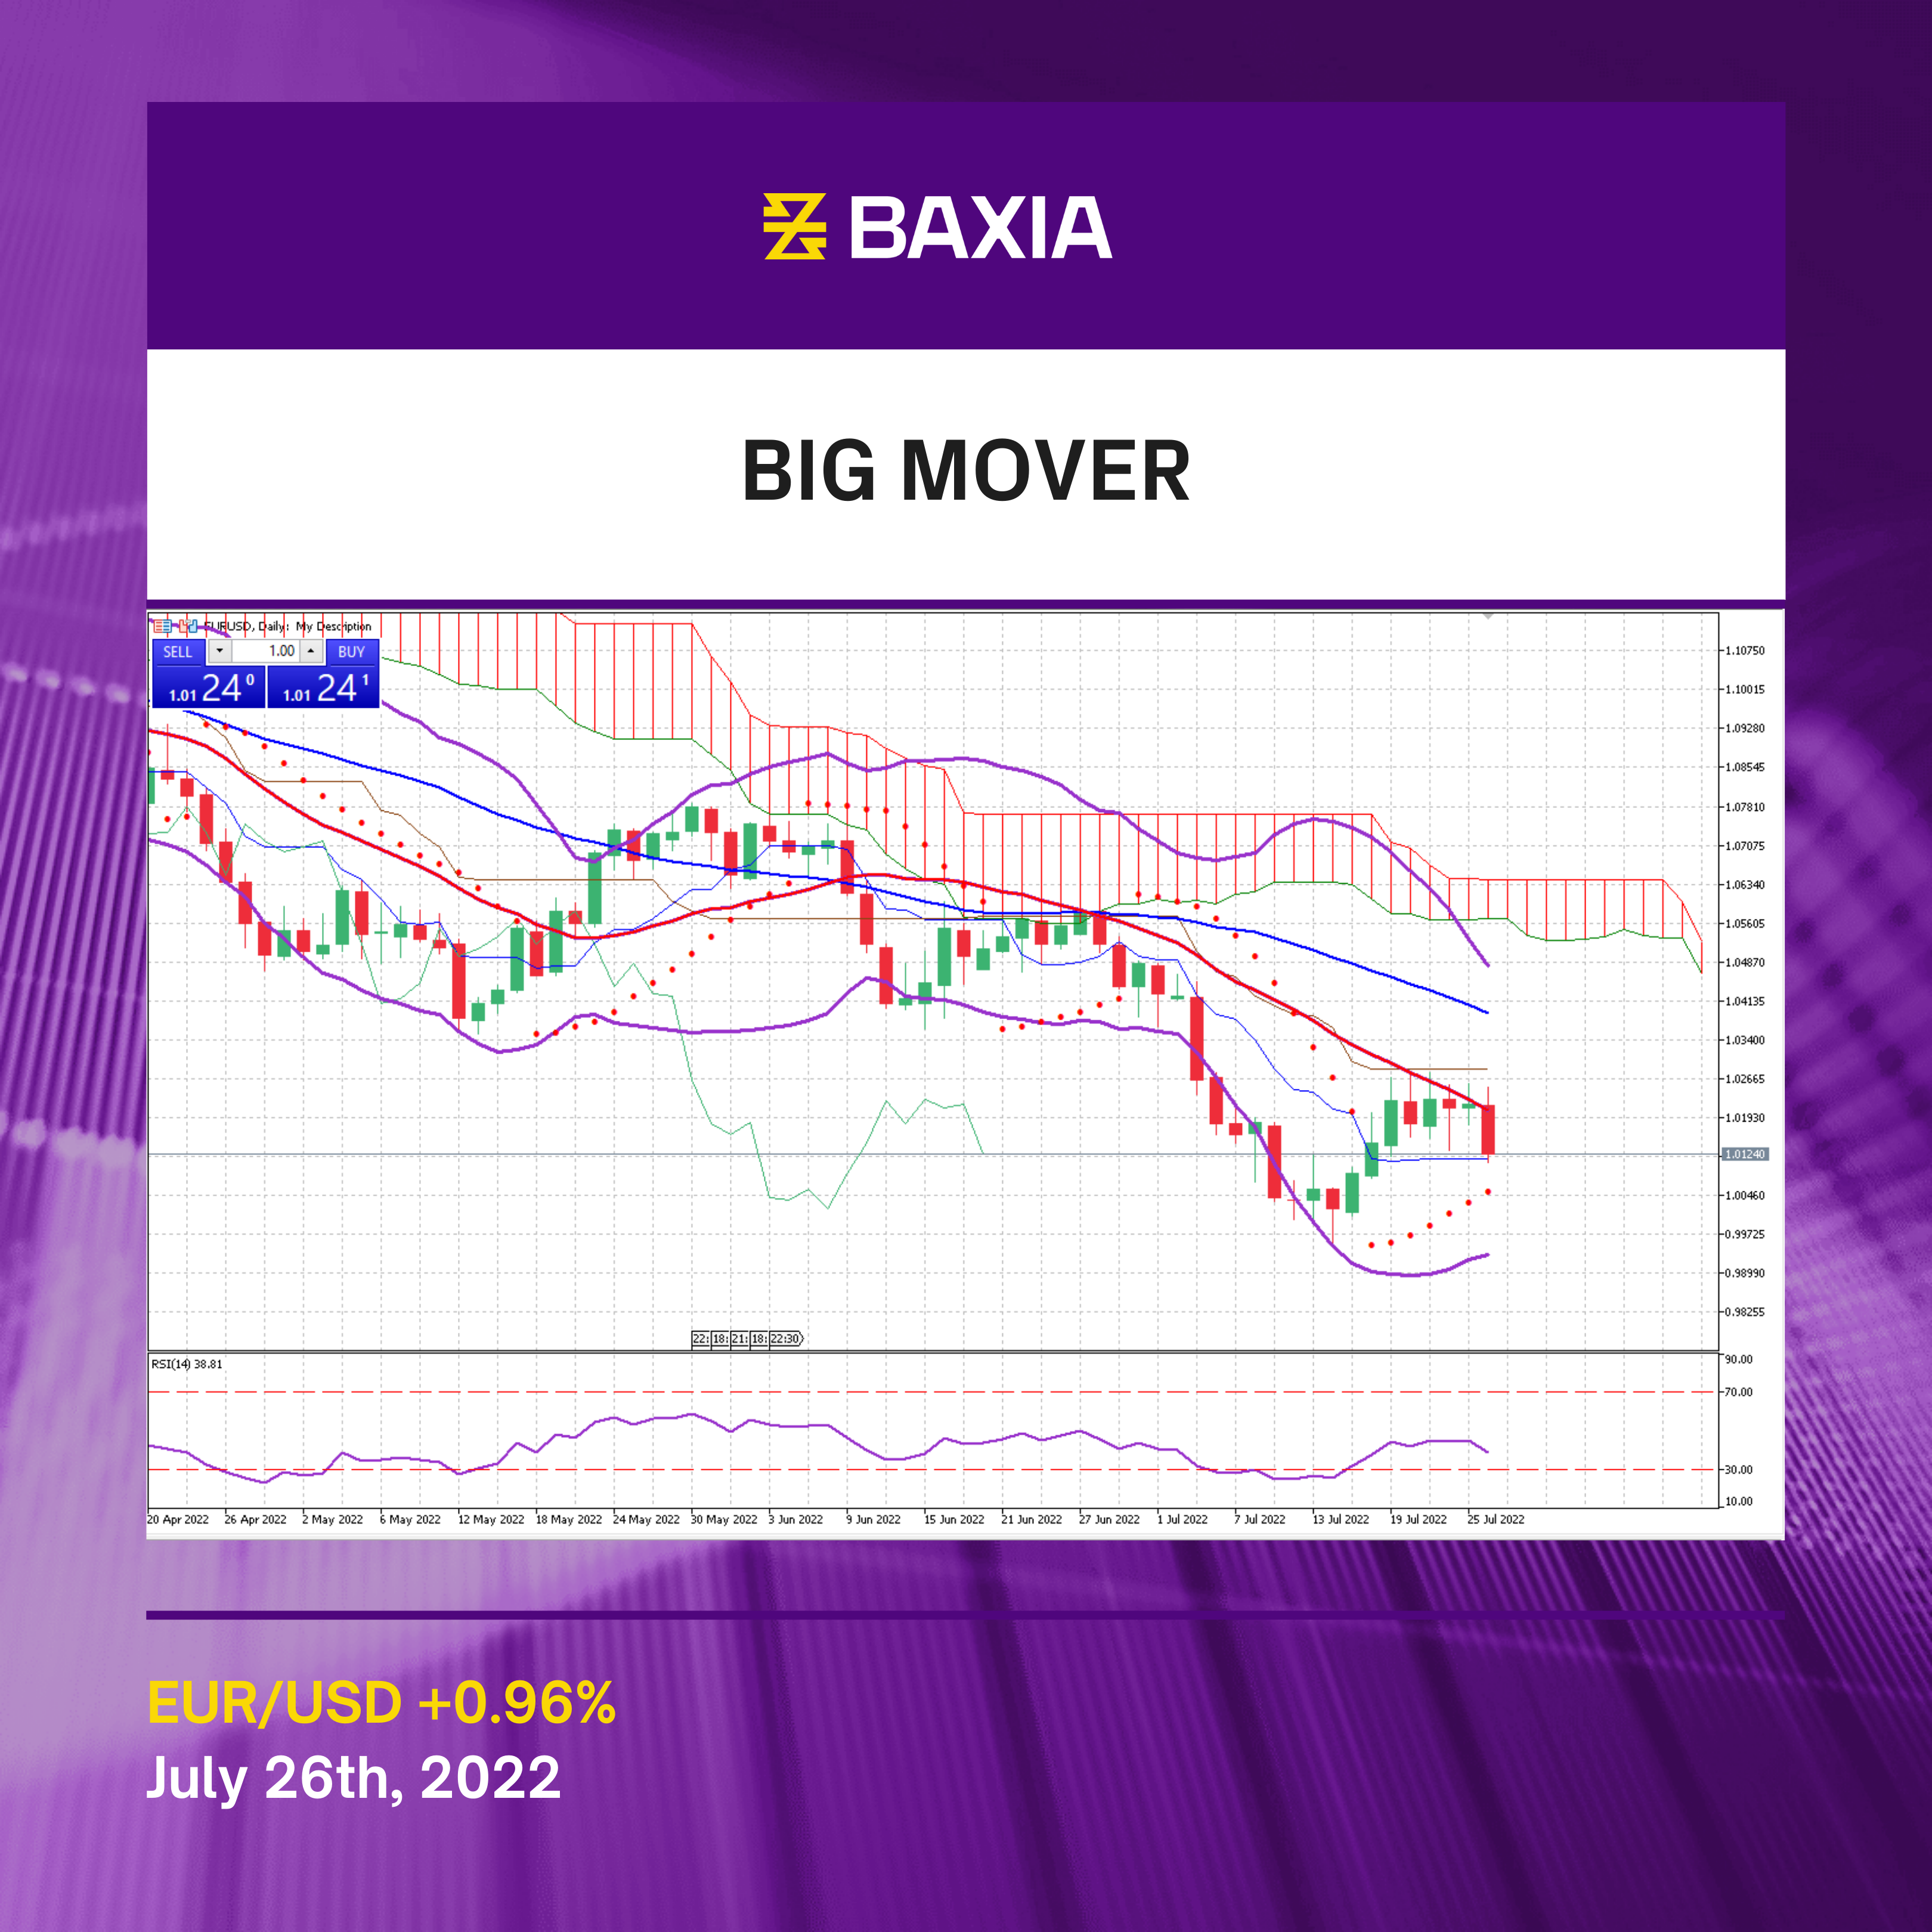 BAXIA
BIG MOVER
EURUSD, Daily: My Description
SELL 1.00 BUY
1.01 24 0 1.01 24 1
1.10750
1.10015
1.09280
1.08545
1.07810
1.07075
1.06340
1.05605
1.04870
1.04135
1.03400
1.02665
1.01930
1.01240
1.00460
0.99725
0.98990
0.98255
22: 18: 21: 18: 22:30
RSI(14) 38.81
90.00
70.00
30.00
10.00
20 Apr 2022 26 Apr 2022 2 May 2022 6 May 2022 12 May 2022 18 May 2022 24 May 2022 30 May 2022 3 Jun 2022 9 Jun 2022 15 Jun 2022 21 Jun 2022 27 Jun 2022 1 Jul 2022 7 Jul 2022 13 Jul 2022 19 Jul 2022 25 Jul 2022
EUR/USD +0.96%
July 26th, 2022